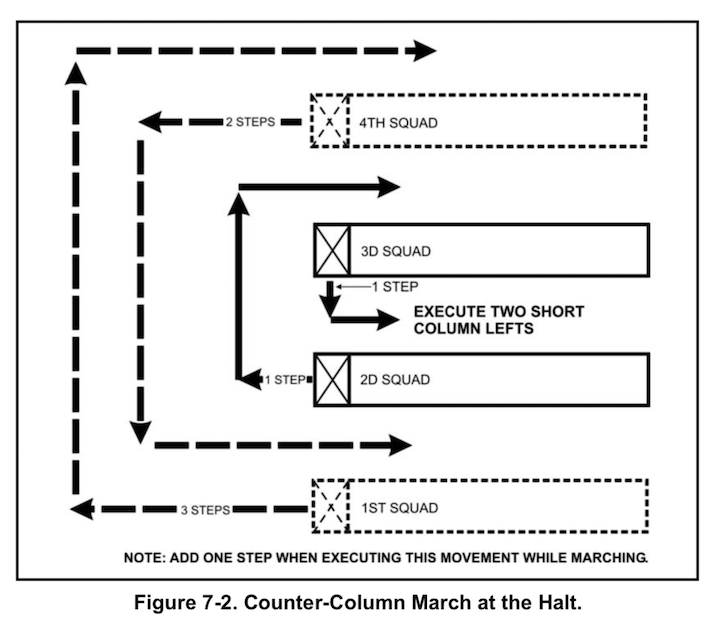 2 STEPS
4TH SQUAD
3D SQUAD
1 STEP
EXECUTE TWO SHORT
COLUMN LEFTS
1 STEP
2D SQUAD
3 STEPS
1ST SQUAD
NOTE: ADD ONE STEP WHEN EXECUTING THIS MOVEMENT WHILE MARCHING.
Figure 7-2. Counter-Column March at the Halt.